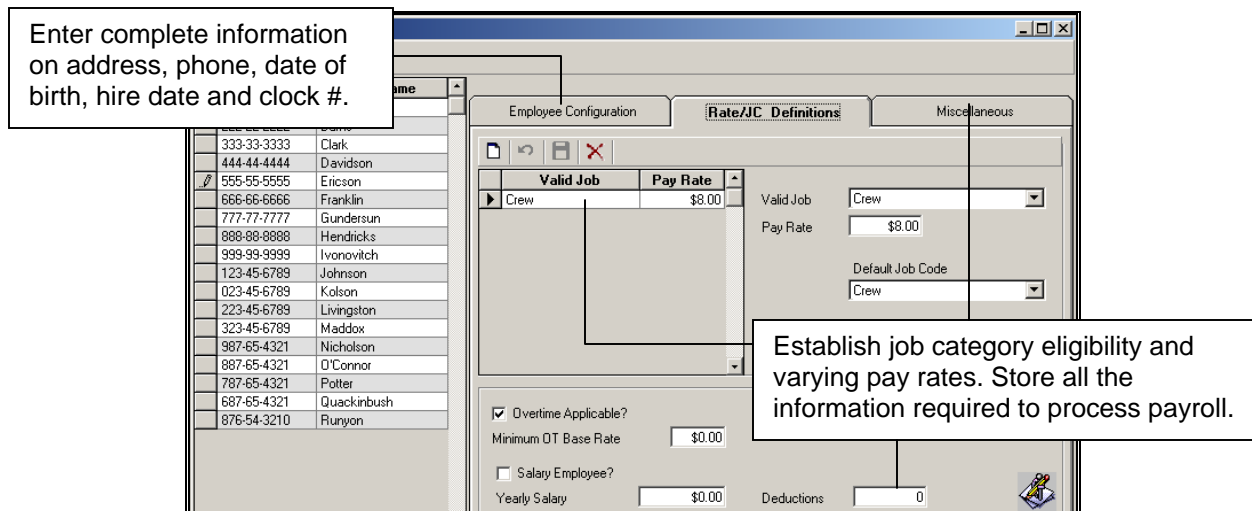 Enter complete information
on address, phone, date of
birth, hire date and clock #.
Employee Configuration
Rate/JC Definitions
Miscellaneous
333-33-3333 Clark
444-44-4444 Davidson
555-55-5555 Ericson
666-66-6666 Franklin
777-77-7777 Gundersun
888-88-8888 Hendricks
999-99-9999 Ivonovitch
123-45-6789 Johnson
023-45-6789 Kolson
223-45-6789 Livingston
323-45-6789 Maddox
987-65-4321 Nicholson
887-65-4321 O'Connor
787-65-4321 Potter
687-65-4321 Quackinbush
876-54-3210 Runyon
Valid Job Pay Rate
Crew $8.00
Valid Job Crew
Pay Rate $8.00
Default Job Code
Crew
Establish job category eligibility and
varying pay rates. Store all the
information required to process payroll.
Overtime Applicable?
Minimum OT Base Rate $0.00
Salary Employee?
Yearly Salary $0.00 Deductions 0